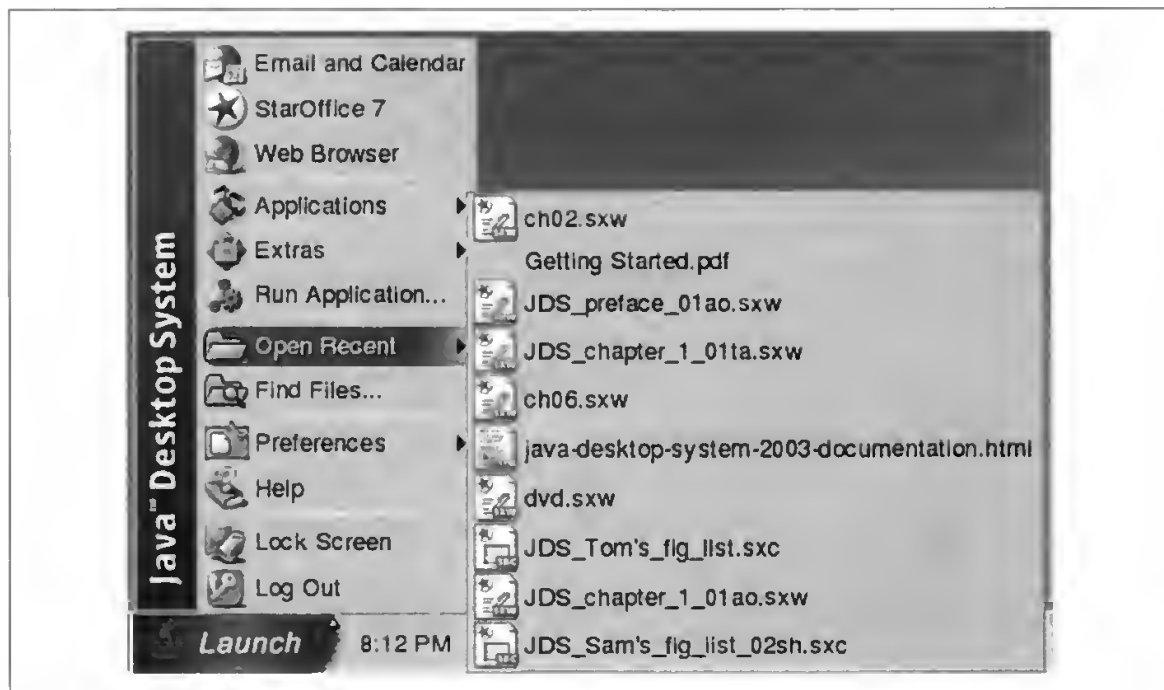 Java™ Desktop System
Email and Calendar
StarOffice 7
Web Browser
Applications
Extras
Run Application...
Open Recent
Find Files...
Preferences
Help
Lock Screen
Log Out
Launch
8:12 PM
ch02.sxw
Getting Started.pdf
JDS_preface_01ao.sxw
JDS_chapter_1_01ta.sxw
ch06.sxw
java-desktop-system-2003-documentation.html
dvd.sxw
JDS_Tom's_fig_list.sxc
JDS_chapter_1_01ao.sxw
JDS_Sam's_fig_list_02sh.sxc